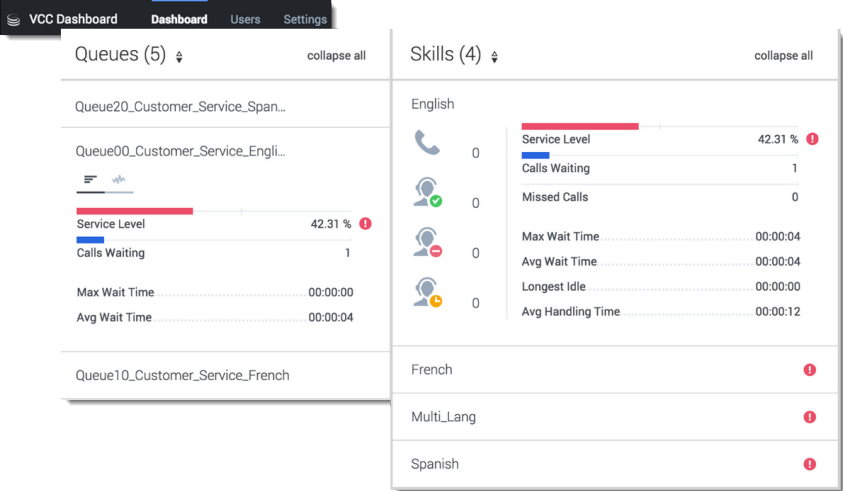 VCC Dashboard Dashboard Users Settings
Queues (5) collapse all
Queue20_Customer_Service_Span...
Queue00_Customer_Service_Engli...
Service Level 42.31 %
Calls Waiting 1
Max Wait Time 00:00:00
Avg Wait Time 00:00:04
Queue10_Customer_Service_French
Skills (4) collapse all
English
0
0
0
0
Service Level 42.31 %
Calls Waiting 1
Missed Calls 0
Max Wait Time 00:00:04
Avg Wait Time 00:00:04
Longest Idle 00:00:00
Avg Handling Time 00:00:12
French
Multi_Lang
Spanish